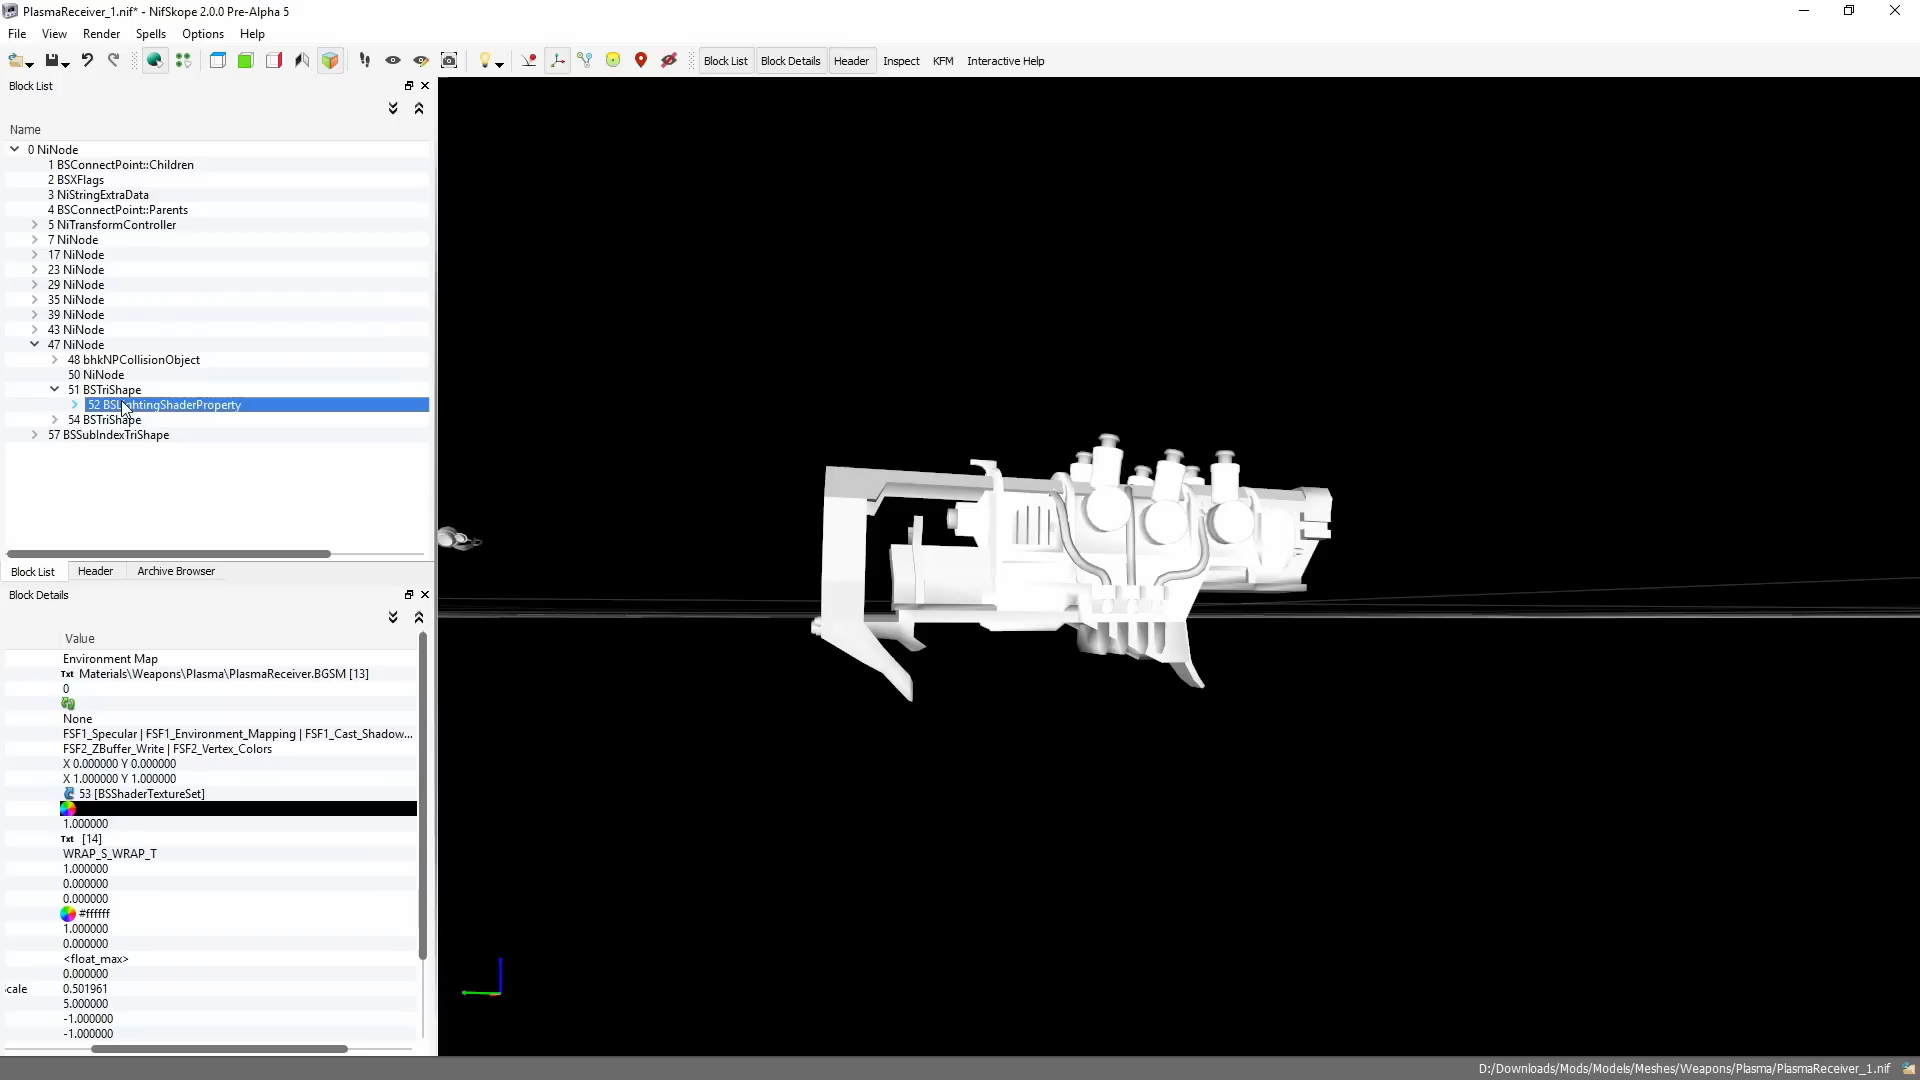 PlasmaReceiver_1.nif* - NifSkope 2.0.0 Pre-Alpha 5
File View Render Spells Options Help
Block List Block Details Header Inspect KFM Interactive Help
Block List
Name
0 NiNode
1 BSConnectPoint::Children
2 BSXFlags
3 NiStringExtraData
4 BSConnectPoint::Parents
5 NiTransformController
7 NiNode
17 NiNode
23 NiNode
29 NiNode
35 NiNode
39 NiNode
43 NiNode
47 NiNode
48 bhkNPCollisionObject
50 NiNode
51 BSTriShape
52 BSLightingShaderProperty
54 BSTriShape
57 BSSubIndexTriShape
Block List Header Archive Browser
Block Details
Value
Environment Map
Txt Materials\Weapons\Plasma\PlasmaReceiver.BGSM [13]
0
None
FSF1_Specular | FSF1_Environment_Mapping | FSF1_Cast_Shadow...
FSF2_ZBuffer_Write | FSF2_Vertex_Colors
X 0.000000 Y 0.000000
X 1.000000 Y 1.000000
53 [BSShaderTextureSet]
1.000000
Txt [14]
WRAP_S_WRAP_T
1.000000
0.000000
0.000000
#ffffff
1.000000
0.000000
<float_max>
0.000000
cale 0.501961
5.000000
-1.000000
-1.000000
D:/Downloads/Mods/Models/Meshes/Weapons/Plasma/PlasmaReceiver_1.nif